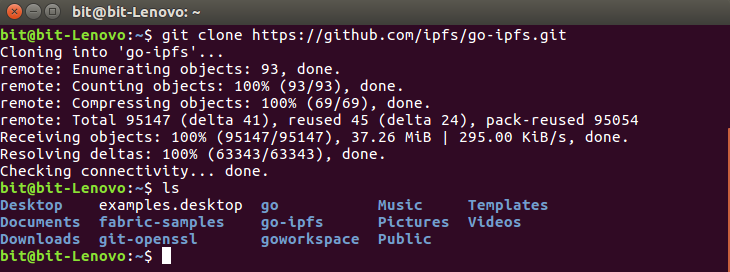 bit@bit-Lenovo: ~
bit@bit-Lenovo:~$ git clone https://github.com/ipfs/go-ipfs.git
Cloning into 'go-ipfs'...
remote: Enumerating objects: 93, done.
remote: Counting objects: 100% (93/93), done.
remote: Compressing objects: 100% (69/69), done.
remote: Total 95147 (delta 41), reused 45 (delta 24), pack-reused 95054
Receiving objects: 100% (95147/95147), 37.26 MiB | 295.00 KiB/s, done.
Resolving deltas: 100% (63343/63343), done.
Checking connectivity... done.
bit@bit-Lenovo:~$ ls
Desktop    examples.desktop  go           Music     Templates
Documents  fabric-samples    go-ipfs      Pictures  Videos
Downloads  git-openssl       goworkspace  Public
bit@bit-Lenovo:~$